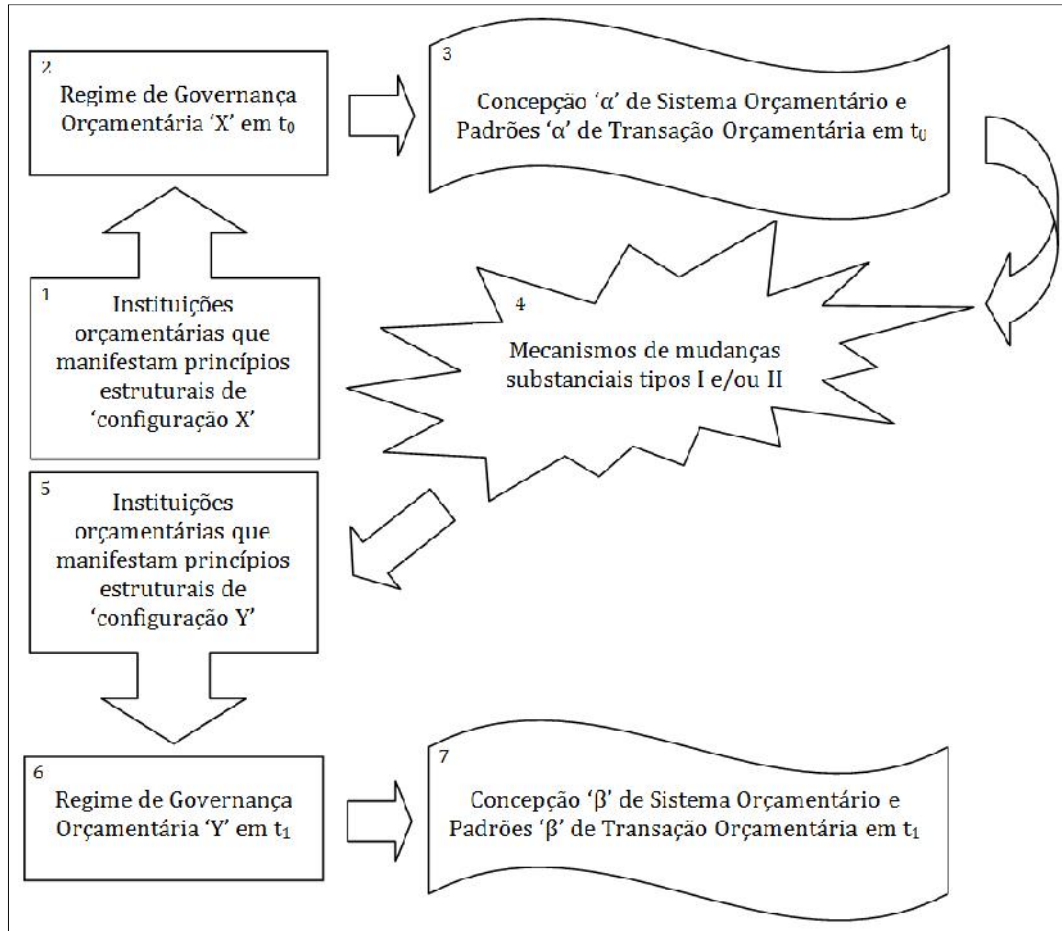 2
Regime de Governança
Orçamentária ‘X’ em t₀
3
Concepção ‘α’ de Sistema Orçamentário e
Padrões ‘α’ de Transação Orçamentária em t₀
1
Instituições
orçamentárias que
manifestam princípios
estruturais de
‘configuração X’
4
Mecanismos de mudanças
substanciais tipos I e/ou II
5
Instituições
orçamentárias que
manifestam princípios
estruturais de
‘configuração Y’
6
Regime de Governança
Orçamentária ‘Y’ em t₁
7
Concepção ‘β’ de Sistema Orçamentário e
Padrões ‘β’ de Transação Orçamentária em t₁